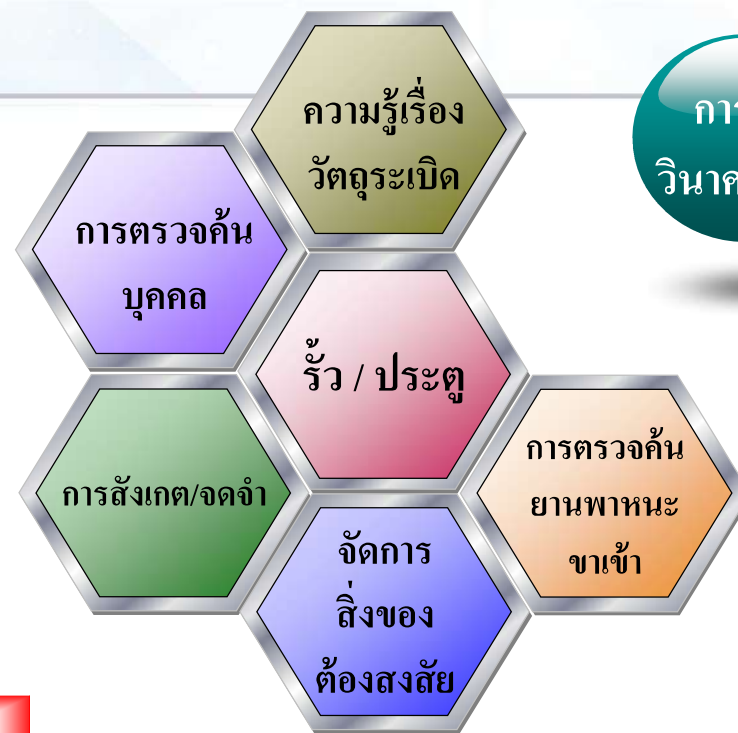 ความรู้เรื่อง
วัตถุระเบิด
การตรวจค้น
บุคคล
รั้ว / ประตู
การสังเกต/จดจำ
การตรวจค้น
ยานพาหนะ
ขาเข้า
จัดการ
สิ่งของ
ต้องสงสัย